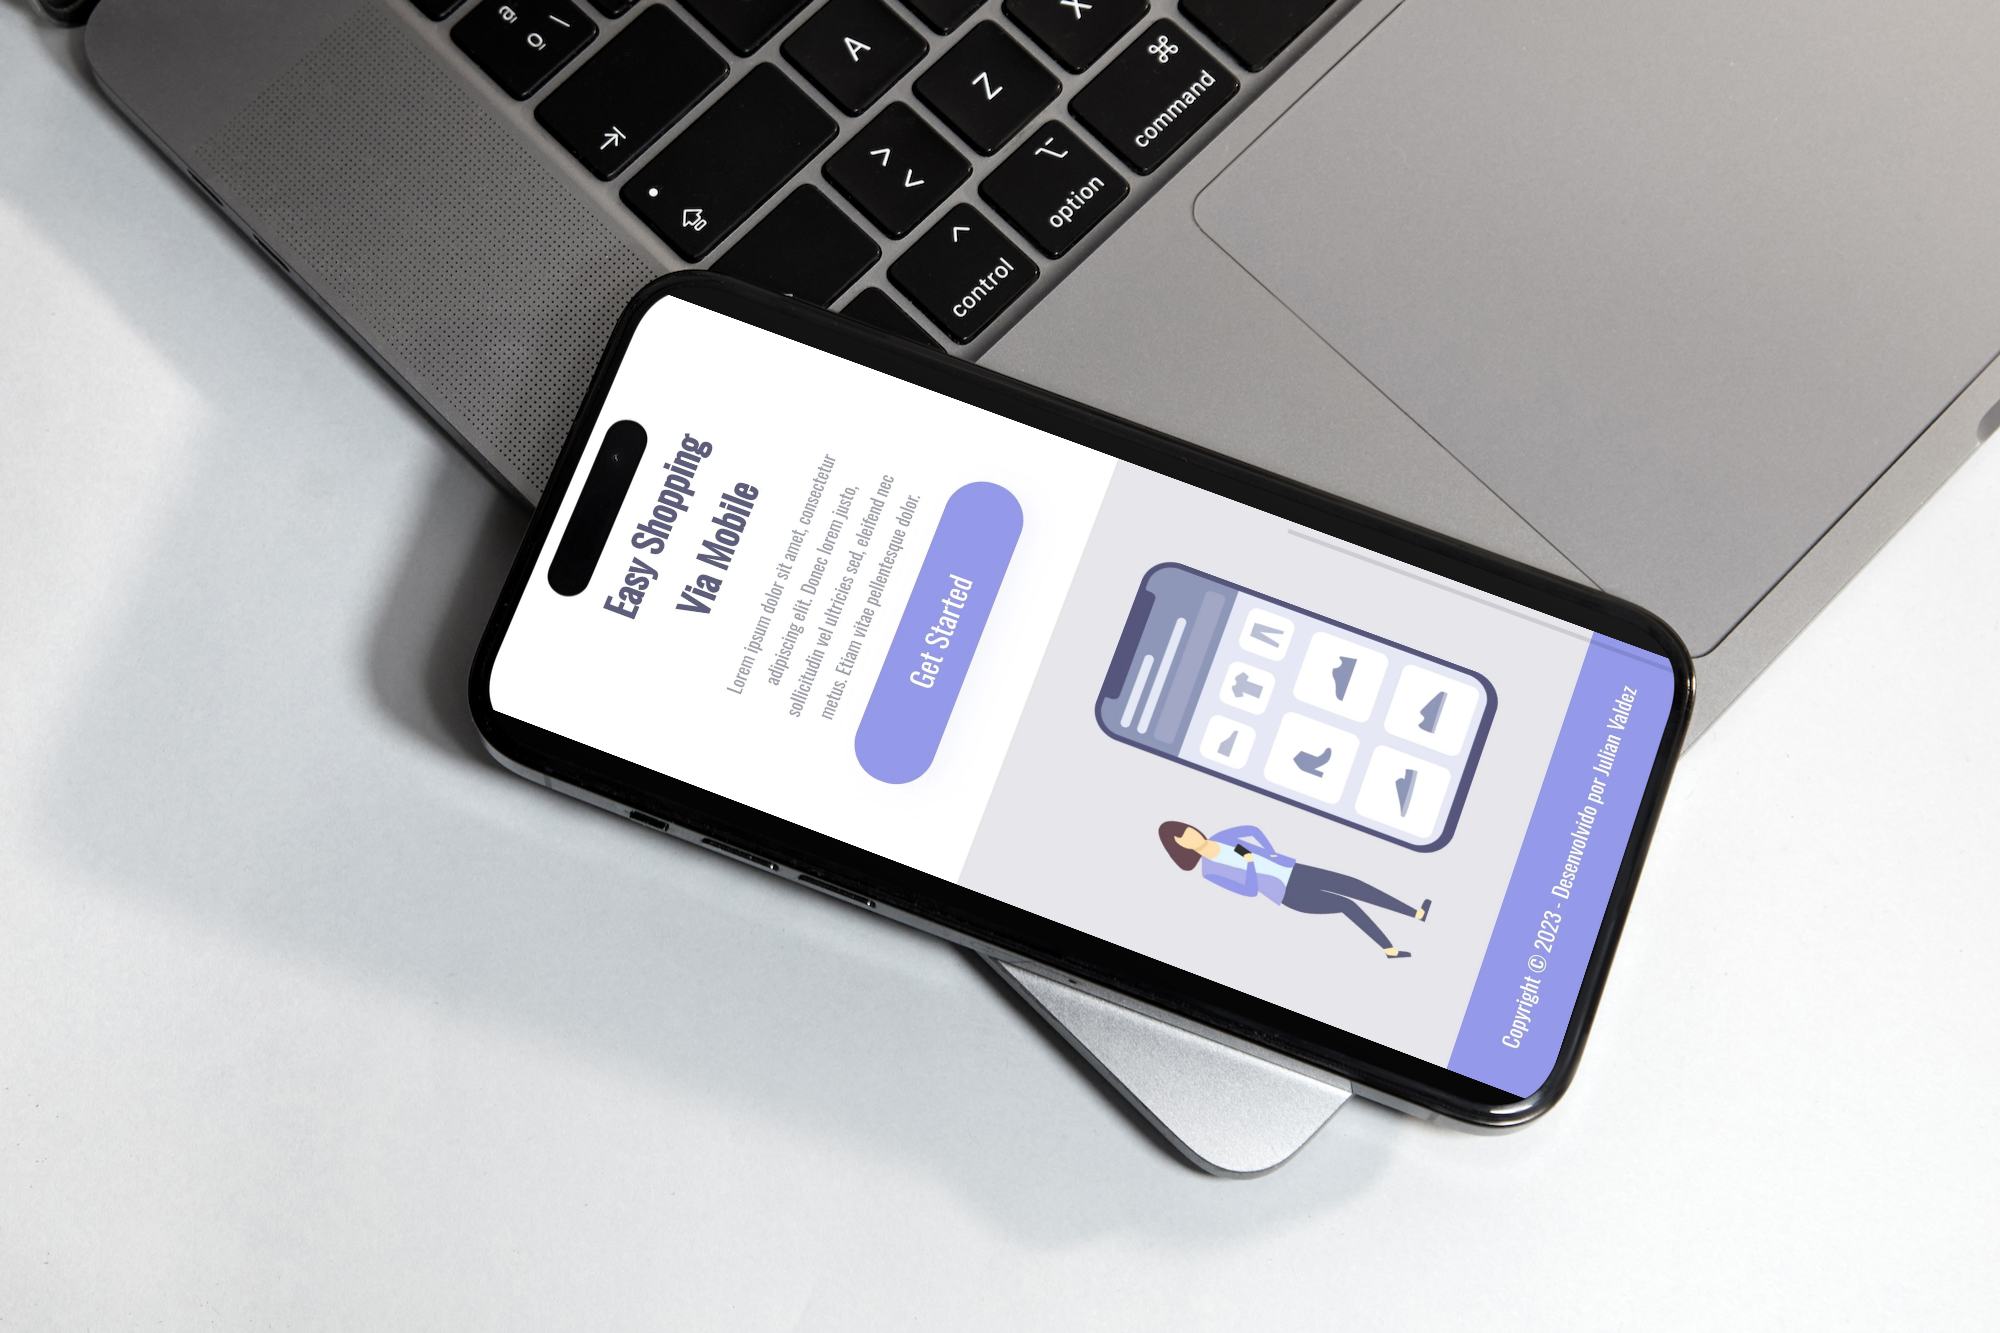 Easy Shopping
Via Mobile
Lorem ipsum dolor sit amet, consectetur
adipiscing elit. Donec lorem justo,
sollicitudin vel ultricies sed, eleifend nec
metus. Etiam vitae pellentesque dolor.
Get Started
Copyright © 2023 - Desenvolvido por Julian Valdez
ª \
º
A
Z
X
⌘
command
< >
⌥
option
^
control